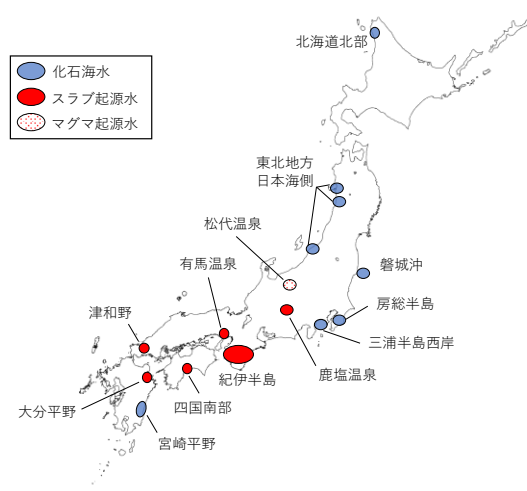 北海道北部
化石海水
スラブ起源水
マグマ起源水
東北地方
日本海側
松代温泉
有馬温泉
磐城沖
津和野
房総半島
三浦半島西岸
鹿塩温泉
紀伊半島
大分平野
四国南部
宮崎平野